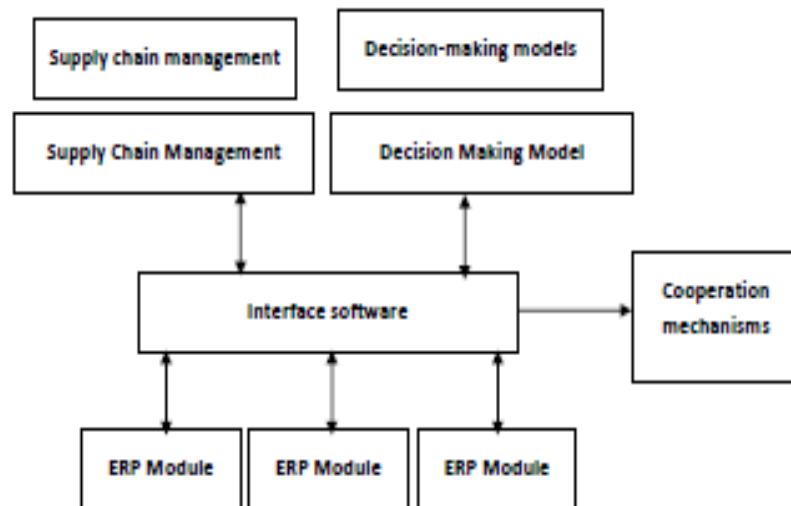 Supply chain management
Decision-making models
Supply Chain Management
Decision Making Model
Interface software
Cooperation
mechanisms
ERP Module
ERP Module
ERP Module